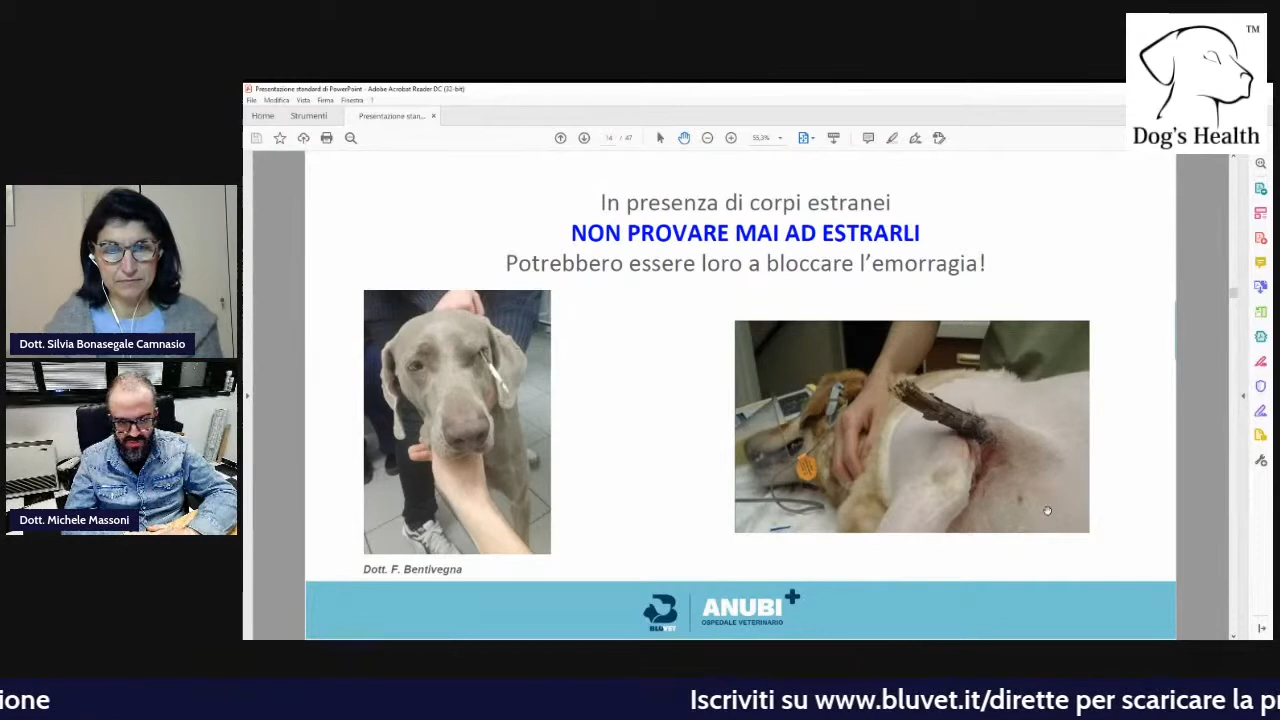 TM
Dog's Health
Presentazione standard di PowerPoint - Adobe Acrobat Reader DC (32-bit)
File Modifica Vista Firma Finestra ?
Home Strumenti Presentazione stan... ×
14 / 47 55,3%
In presenza di corpi estranei
NON PROVARE MAI AD ESTRARLI
Potrebbero essere loro a bloccare l'emorragia!
Dott. Silvia Bonasegale Camnasio
Dott. Michele Massoni
Dott. F. Bentivegna
BLUVET
ANUBI
OSPEDALE VETERINARIO
ione Iscriviti su www.bluvet.it/dirette per scaricare la p